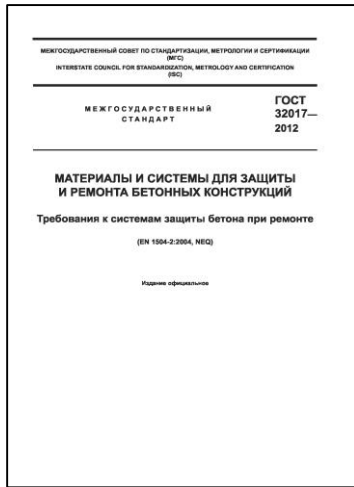 МЕЖГОСУДАРСТВЕННЫЙ СОВЕТ ПО СТАНДАРТИЗАЦИИ, МЕТРОЛОГИИ И СЕРТИФИКАЦИИ
(МГС)
INTERSTATE COUNCIL FOR STANDARDIZATION, METROLOGY AND CERTIFICATION
(ISC)
МЕЖГОСУДАРСТВЕННЫЙ
СТАНДАРТ
ГОСТ
32017—
2012
МАТЕРИАЛЫ И СИСТЕМЫ ДЛЯ ЗАЩИТЫ
И РЕМОНТА БЕТОННЫХ КОНСТРУКЦИЙ
Требования к системам защиты бетона при ремонте
(EN 1504-2:2004, NEQ)
Издание официальное